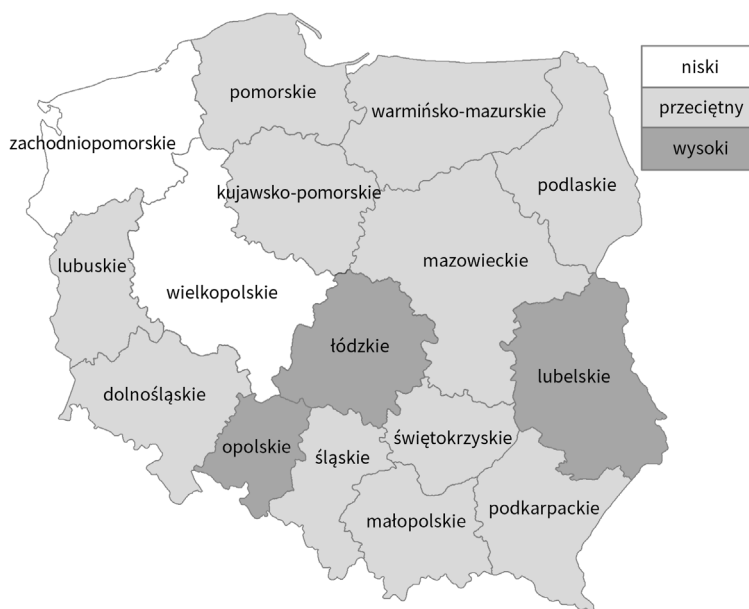 niski
przeciętny
wysoki
pomorskie
warmińsko-mazurskie
zachodniopomorskie
kujawsko-pomorskie
podlaskie
lubuskie
mazowieckie
wielkopolskie
łódzkie
lubelskie
dolnośląskie
opolskie
śląskie
świętokrzyskie
małopolskie
podkarpackie